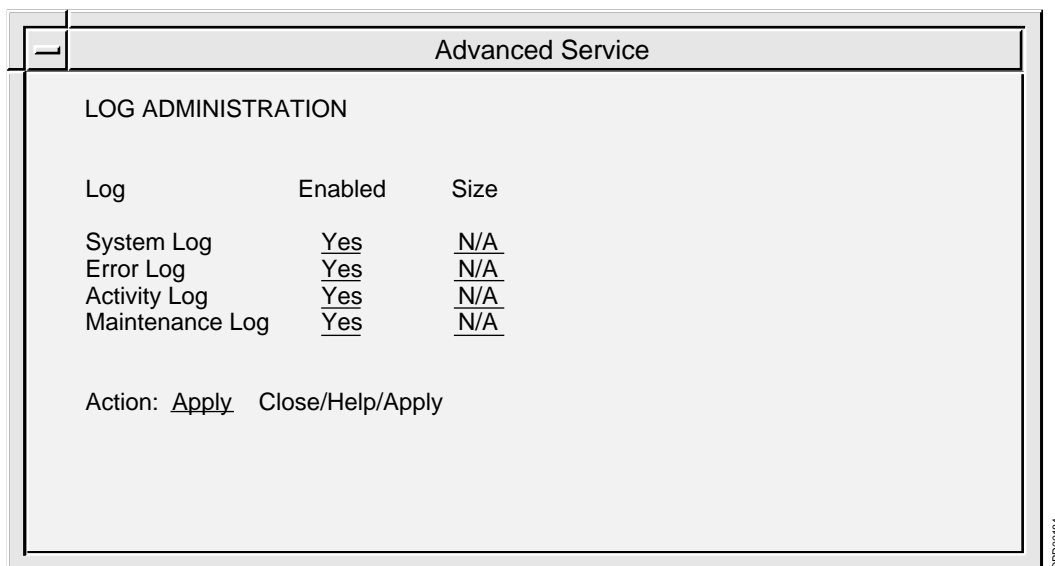 Advanced Service
LOG ADMINISTRATION
Log Enabled Size
System Log Yes N/A
Error Log Yes N/A
Activity Log Yes N/A
Maintenance Log Yes N/A
Action: Apply Close/Help/Apply